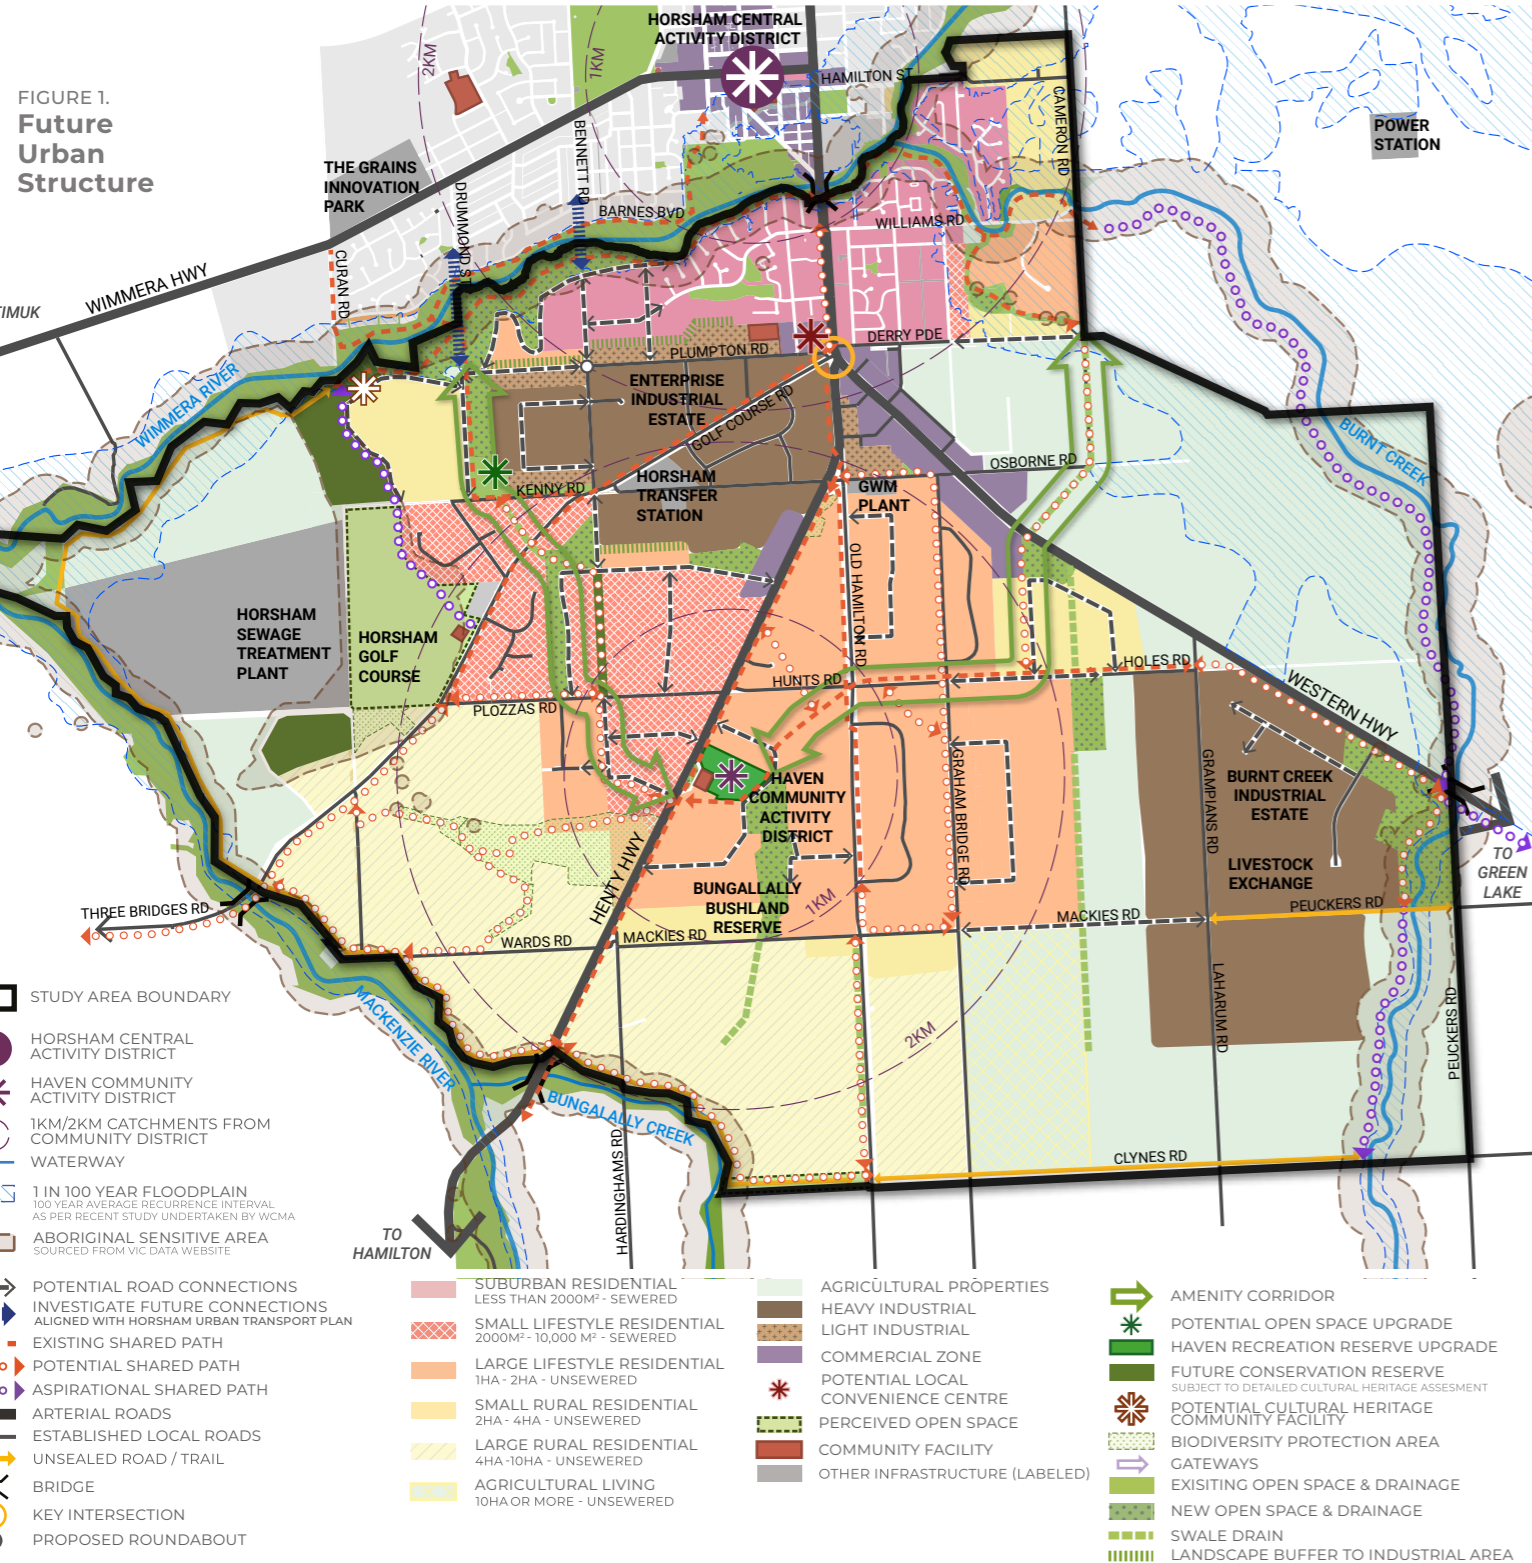 FIGURE 1.
Future
Urban
Structure
HORSHAM CENTRAL
ACTIVITY DISTRICT
HAMILTON ST
2KM
1KM
BENNETT RD
CAMERON RD
POWER
STATION
THE GRAINS
INNOVATION
PARK
DRUMMOND ST
BARNES BVD
WILLIAMS RD
CURAN RD
WIMMERA HWY
TIMUK
WIMMERA RIVER
DERRY PDE
PLUMPTON RD
ENTERPRISE
INDUSTRIAL
ESTATE
GOLF COURSE RD
BURNT CREEK
OSBORNE RD
HORSHAM
TRANSFER
STATION
KENNY RD
GWM
PLANT
OLD HAMILTON RD
HORSHAM
SEWAGE
TREATMENT
PLANT
HORSHAM
GOLF
COURSE
HUNTS RD
HOLES RD
PLOZZAS RD
WESTERN HWY
HAVEN
COMMUNITY
ACTIVITY
DISTRICT
GRAHAM BRIDGE RD
GRAMPIANS RD
BURNT CREEK
INDUSTRIAL
ESTATE
HENTY HWY
LIVESTOCK
EXCHANGE
TO
GREEN
LAKE
BUNGALLALLY
BUSHLAND
RESERVE
1KM
THREE BRIDGES RD
PEUCKERS RD
MACKIES RD
WARDS RD
MACKIES RD
LAHARUM RD
PEUCKERS RD
2KM
MACKENZIE RIVER
BUNGALALLY CREEK
HARDINGHAMS RD
CLYNES RD
TO
HAMILTON
STUDY AREA BOUNDARY
HORSHAM CENTRAL
ACTIVITY DISTRICT
HAVEN COMMUNITY
ACTIVITY DISTRICT
1KM/2KM CATCHMENTS FROM
COMMUNITY DISTRICT
WATERWAY
1 IN 100 YEAR FLOODPLAIN
100 YEAR AVERAGE RECURRENCE INTERVAL
AS PER RECENT STUDY UNDERTAKEN BY WCMA
ABORIGINAL SENSITIVE AREA
SOURCED FROM VIC DATA WEBSITE
POTENTIAL ROAD CONNECTIONS
INVESTIGATE FUTURE CONNECTIONS
ALIGNED WITH HORSHAM URBAN TRANSPORT PLAN
EXISTING SHARED PATH
POTENTIAL SHARED PATH
ASPIRATIONAL SHARED PATH
ARTERIAL ROADS
ESTABLISHED LOCAL ROADS
UNSEALED ROAD / TRAIL
BRIDGE
KEY INTERSECTION
PROPOSED ROUNDABOUT
SUBURBAN RESIDENTIAL
LESS THAN 2000M² - SEWERED
SMALL LIFESTYLE RESIDENTIAL
2000M² - 10,000 M² - SEWERED
LARGE LIFESTYLE RESIDENTIAL
1HA - 2HA - UNSEWERED
SMALL RURAL RESIDENTIAL
2HA - 4HA - UNSEWERED
LARGE RURAL RESIDENTIAL
4HA -10HA - UNSEWERED
AGRICULTURAL LIVING
10HA OR MORE - UNSEWERED
AGRICULTURAL PROPERTIES
HEAVY INDUSTRIAL
LIGHT INDUSTRIAL
COMMERCIAL ZONE
POTENTIAL LOCAL
CONVENIENCE CENTRE
PERCEIVED OPEN SPACE
COMMUNITY FACILITY
OTHER INFRASTRUCTURE (LABELED)
AMENITY CORRIDOR
POTENTIAL OPEN SPACE UPGRADE
HAVEN RECREATION RESERVE UPGRADE
FUTURE CONSERVATION RESERVE
SUBJECT TO DETAILED CULTURAL HERITAGE ASSESMENT
POTENTIAL CULTURAL HERITAGE
COMMUNITY FACILITY
BIODIVERSITY PROTECTION AREA
GATEWAYS
EXISITING OPEN SPACE & DRAINAGE
NEW OPEN SPACE & DRAINAGE
SWALE DRAIN
LANDSCAPE BUFFER TO INDUSTRIAL AREA